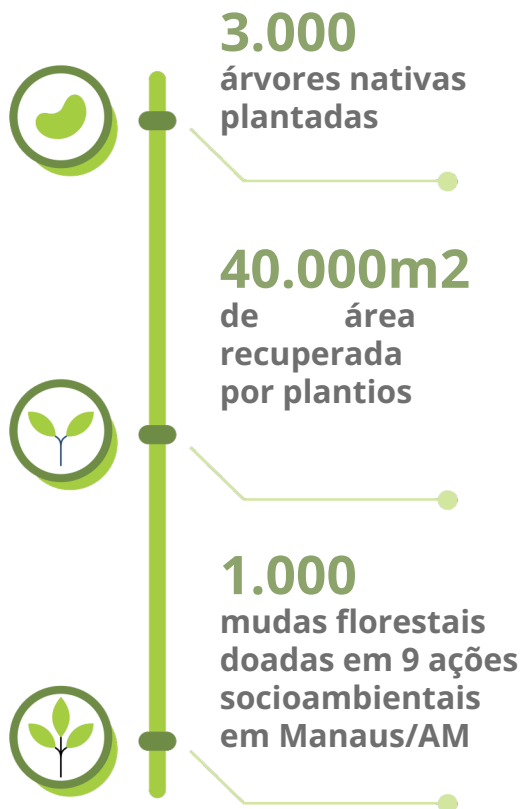 3.000
árvores nativas
plantadas
40.000m2
de área
recuperada
por plantios
1.000
mudas florestais
doadas em 9 ações
socioambientais
em Manaus/AM